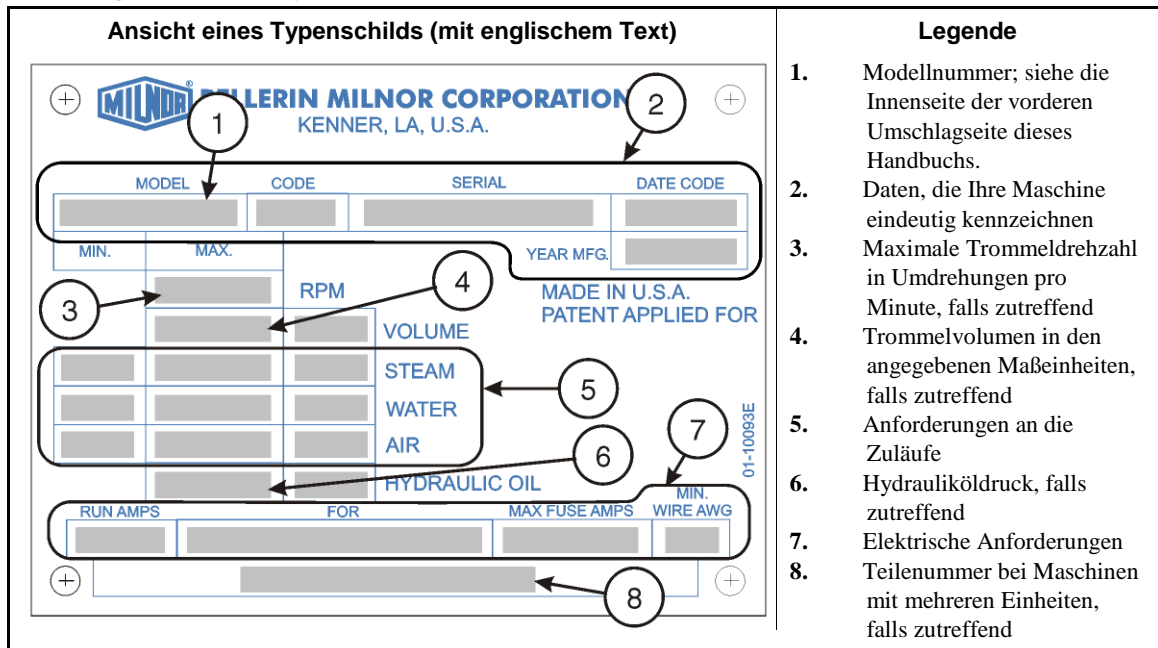 Ansicht eines Typenschilds (mit englischem Text)
MILNOR ® PELLERIN MILNOR CORPORATION
KENNER, LA, U.S.A.
1
2
MODEL CODE SERIAL DATE CODE
MIN. MAX. YEAR MFG.
3
RPM
4
MADE IN U.S.A.
PATENT APPLIED FOR
VOLUME
STEAM
5
WATER
AIR
6
7
01-10093E
HYDRAULIC OIL
RUN AMPS FOR MAX FUSE AMPS MIN.
WIRE AWG
8
Legende
1. Modellnummer; siehe die
Innenseite der vorderen
Umschlagseite dieses
Handbuchs.
2. Daten, die Ihre Maschine
eindeutig kennzeichnen
3. Maximale Trommeldrehzahl
in Umdrehungen pro
Minute, falls zutreffend
4. Trommelvolumen in den
angegebenen Maßeinheiten,
falls zutreffend
5. Anforderungen an die
Zuläufe
6. Hydrauliköldruck, falls
zutreffend
7. Elektrische Anforderungen
8. Teilenummer bei Maschinen
mit mehreren Einheiten,
falls zutreffend